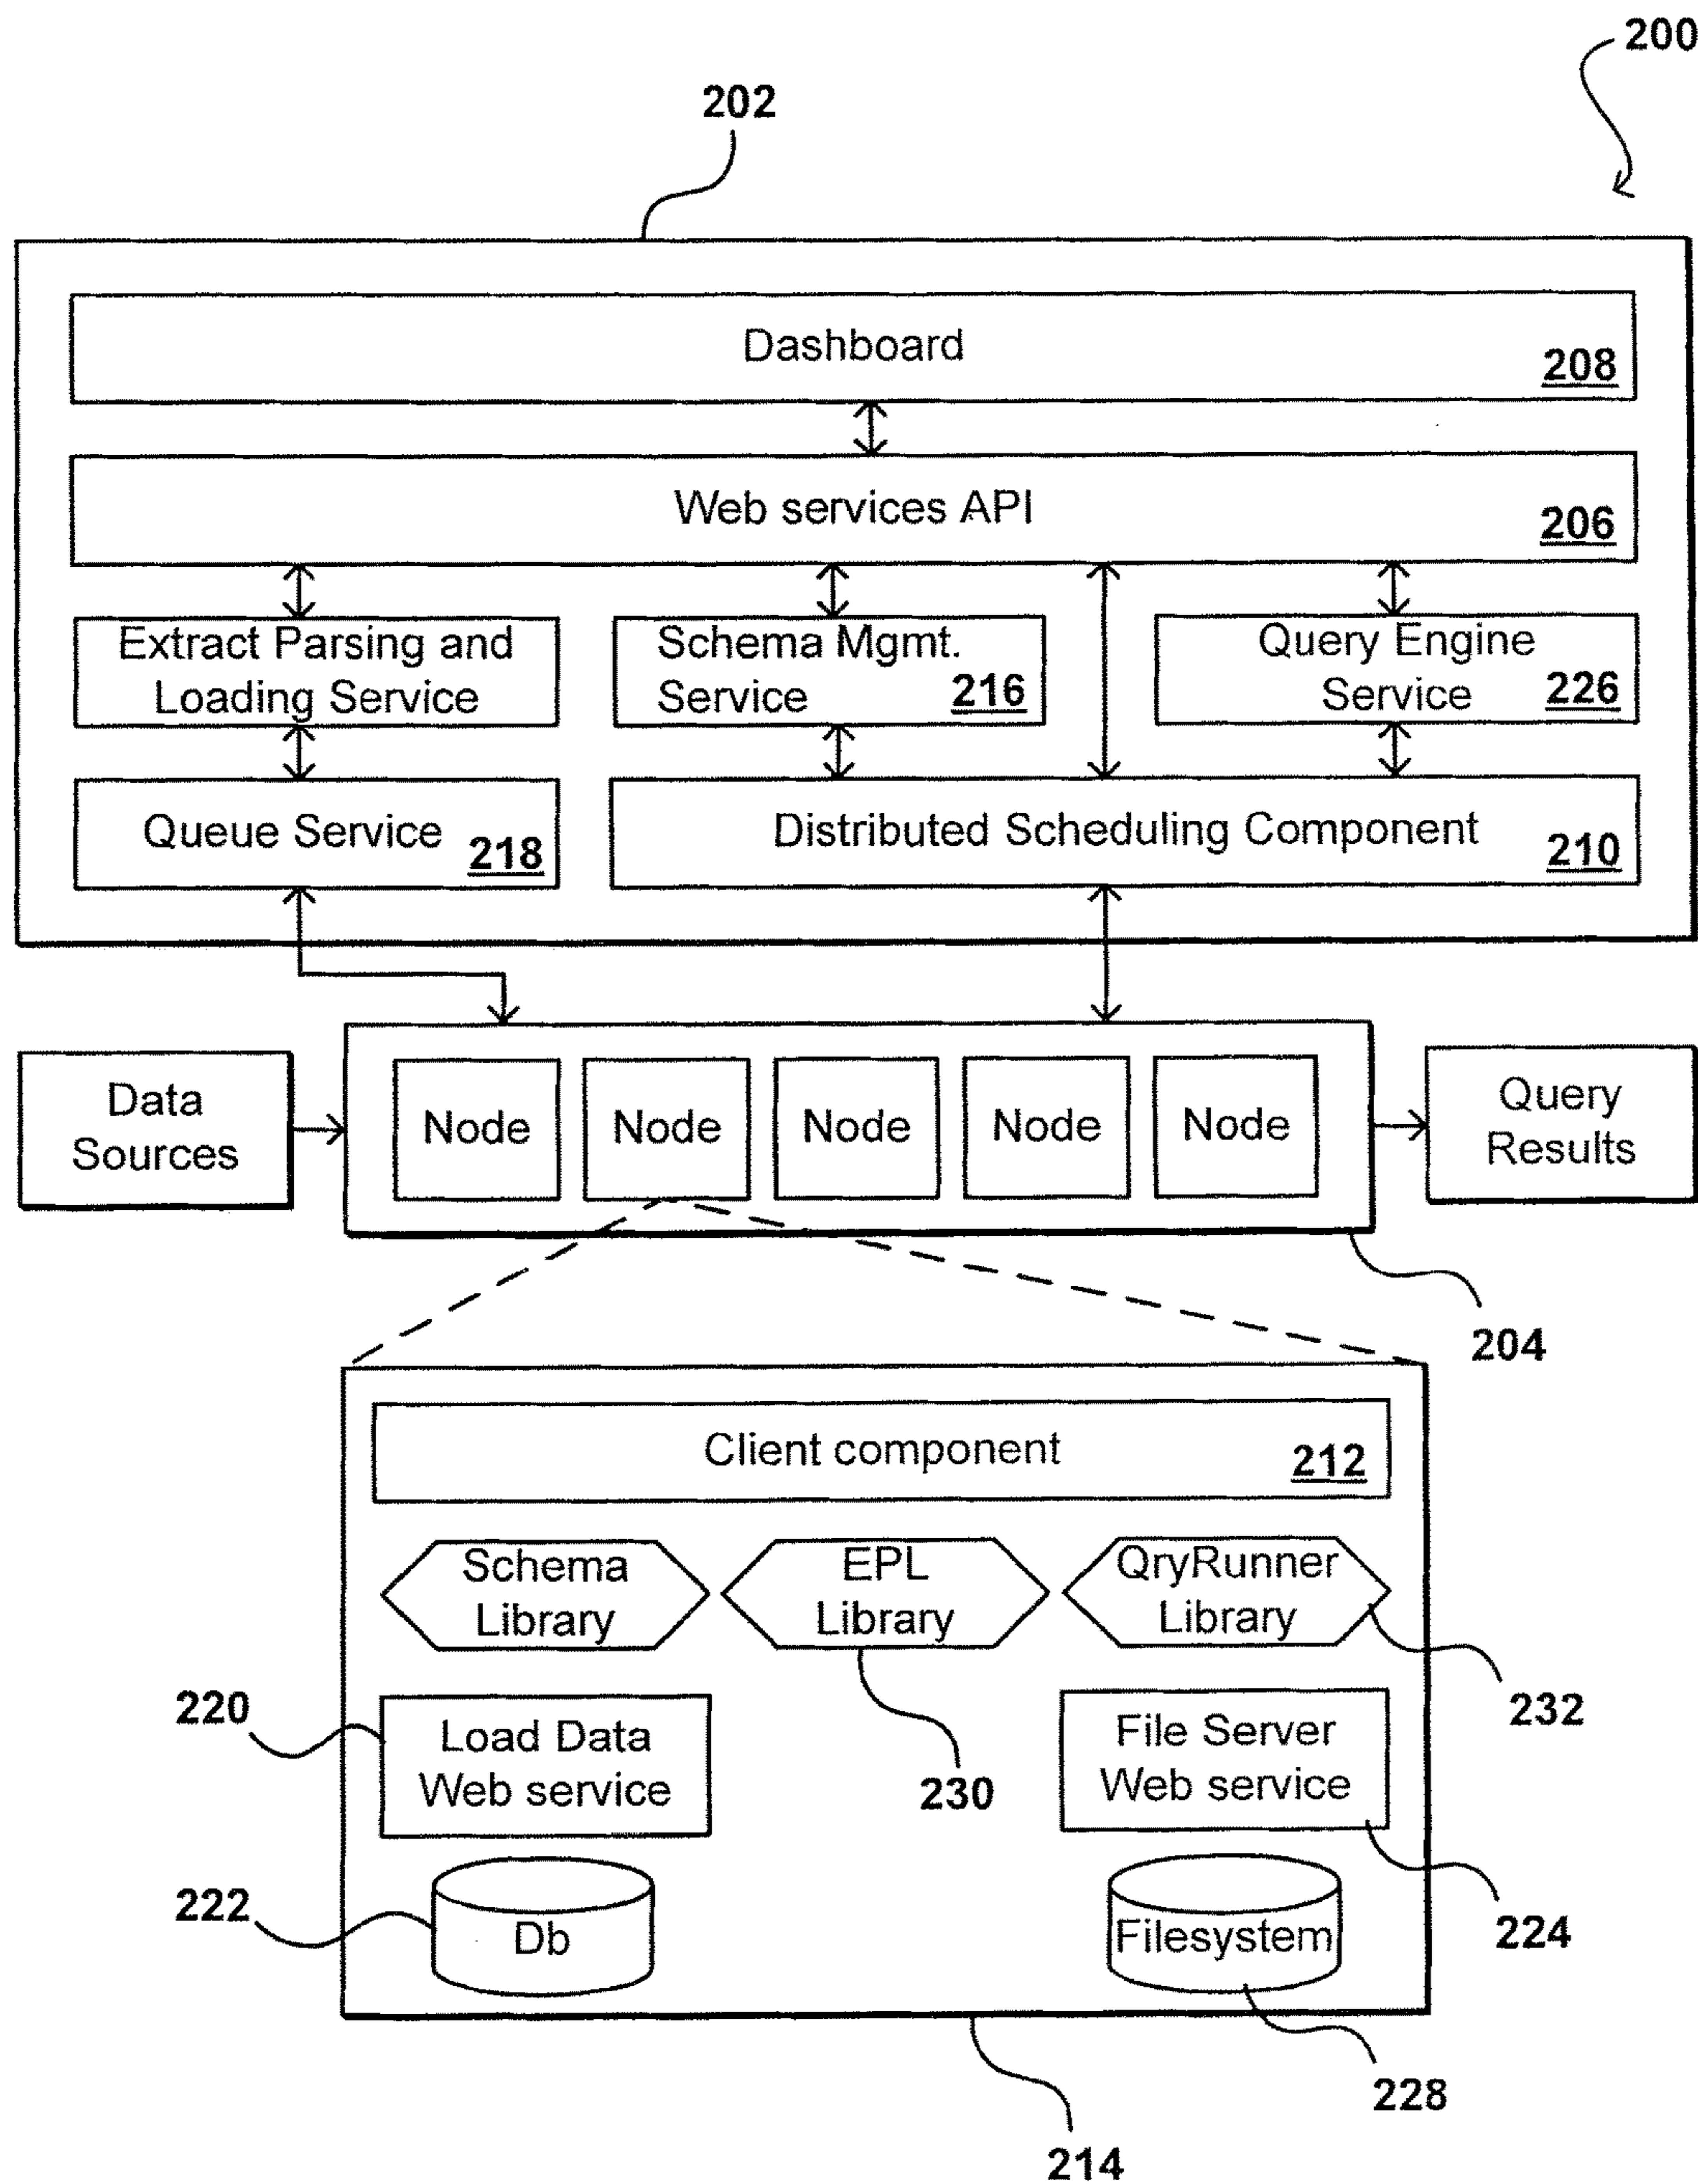 200
202
Dashboard
208
Web services API
206
Extract Parsing and
Loading Service
Schema Mgmt.
Service
216
Query Engine
Service
226
Queue Service
218
Distributed Scheduling Component
210
Data
Sources
Node
Node
Node
Node
Node
Query
Results
204
Client component
212
Schema
Library
EPL
Library
QryRunner
Library
232
220
Load Data
Web service
230
File Server
Web service
224
222
Db
Filesystem
228
214